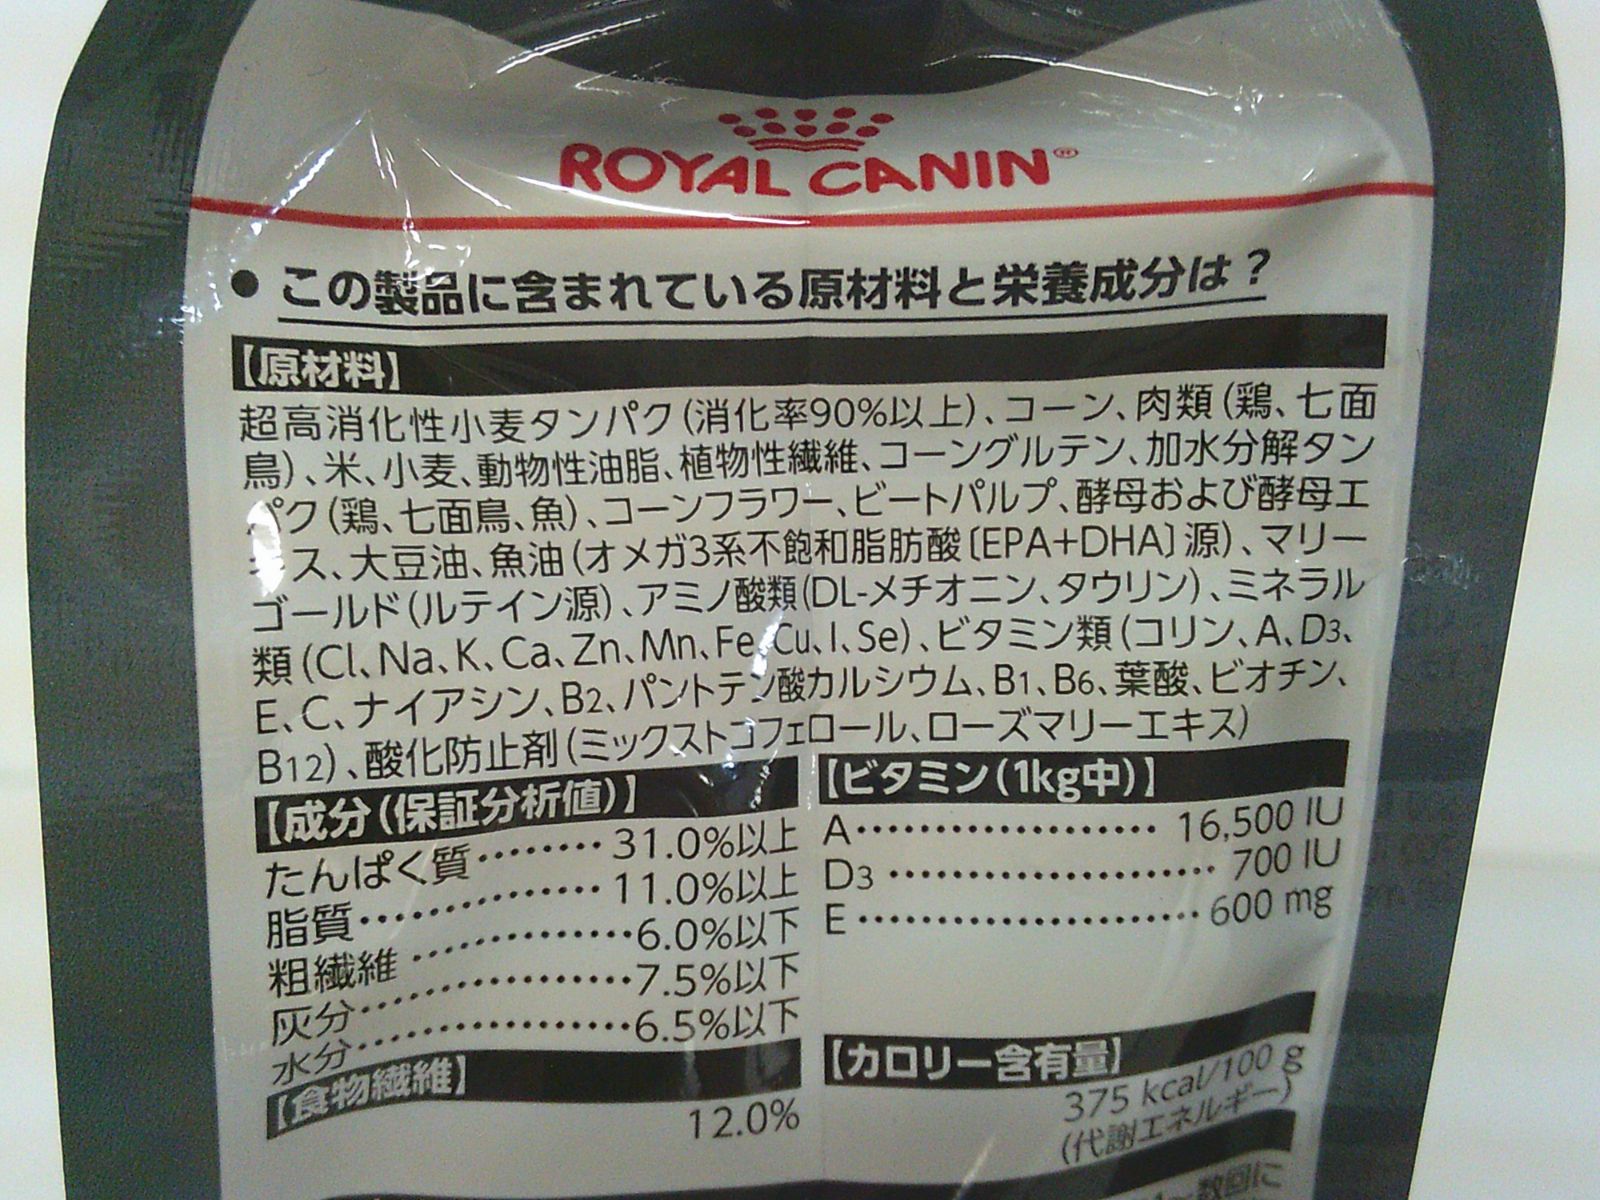 ROYAL CANIN®
● この製品に含まれている原材料と栄養成分は？
【原材料】
超高消化性小麦タンパク(消化率90%以上)、コーン、肉類(鶏、七面
鳥)、米、小麦、動物性油脂、植物性繊維、コーングルテン、加水分解タン
パク(鶏、七面鳥、魚)、コーンフラワー、ビートパルプ、酵母および酵母エ
キス、大豆油、魚油(オメガ3系不飽和脂肪酸〔EPA+DHA〕源)、マリー
ゴールド(ルテイン源)、アミノ酸類(DL-メチオニン、タウリン)、ミネラル
類(Cl、Na、K、Ca、Zn、Mn、Fe、Cu、I、Se)、ビタミン類(コリン、A、D3、
E、C、ナイアシン、B2、パントテン酸カルシウム、B1、B6、葉酸、ビオチン、
B12)、酸化防止剤(ミックストコフェロール、ローズマリーエキス)
【成分(保証分析値)】
たんぱく質‥‥‥‥31.0%以上
脂質‥‥‥‥‥‥11.0%以上
粗繊維‥‥‥‥‥‥6.0%以下
灰分‥‥‥‥‥‥7.5%以下
水分‥‥‥‥‥‥6.5%以下
【食物繊維】
12.0%
【ビタミン(1kg中)】
A‥‥‥‥‥‥‥‥ 16,500 IU
D3 ‥‥‥‥‥‥‥‥ 700 IU
E‥‥‥‥‥‥‥‥‥600 mg
【カロリー含有量】
375 kcal/100 g
(代謝エネルギー)
数回に